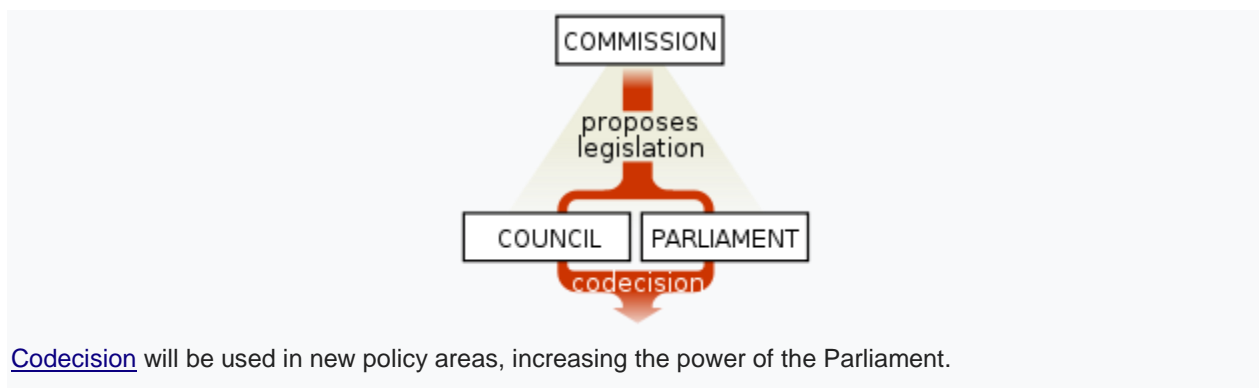 COMMISSION
proposes
legislation
COUNCIL PARLIAMENT
codecision
Codecision will be used in new policy areas, increasing the power of the Parliament.